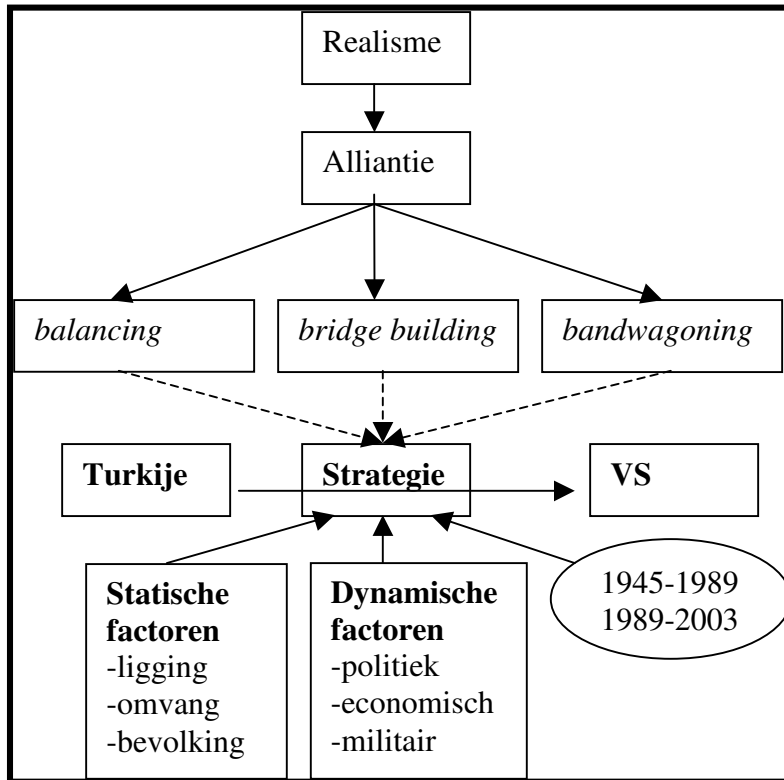 Realisme
Alliantie
balancing
bridge building
bandwagoning
Turkije
Strategie
VS
Statische
factoren
-ligging
-omvang
-bevolking
Dynamische
factoren
-politiek
-economisch
-militair
1945-1989
1989-2003